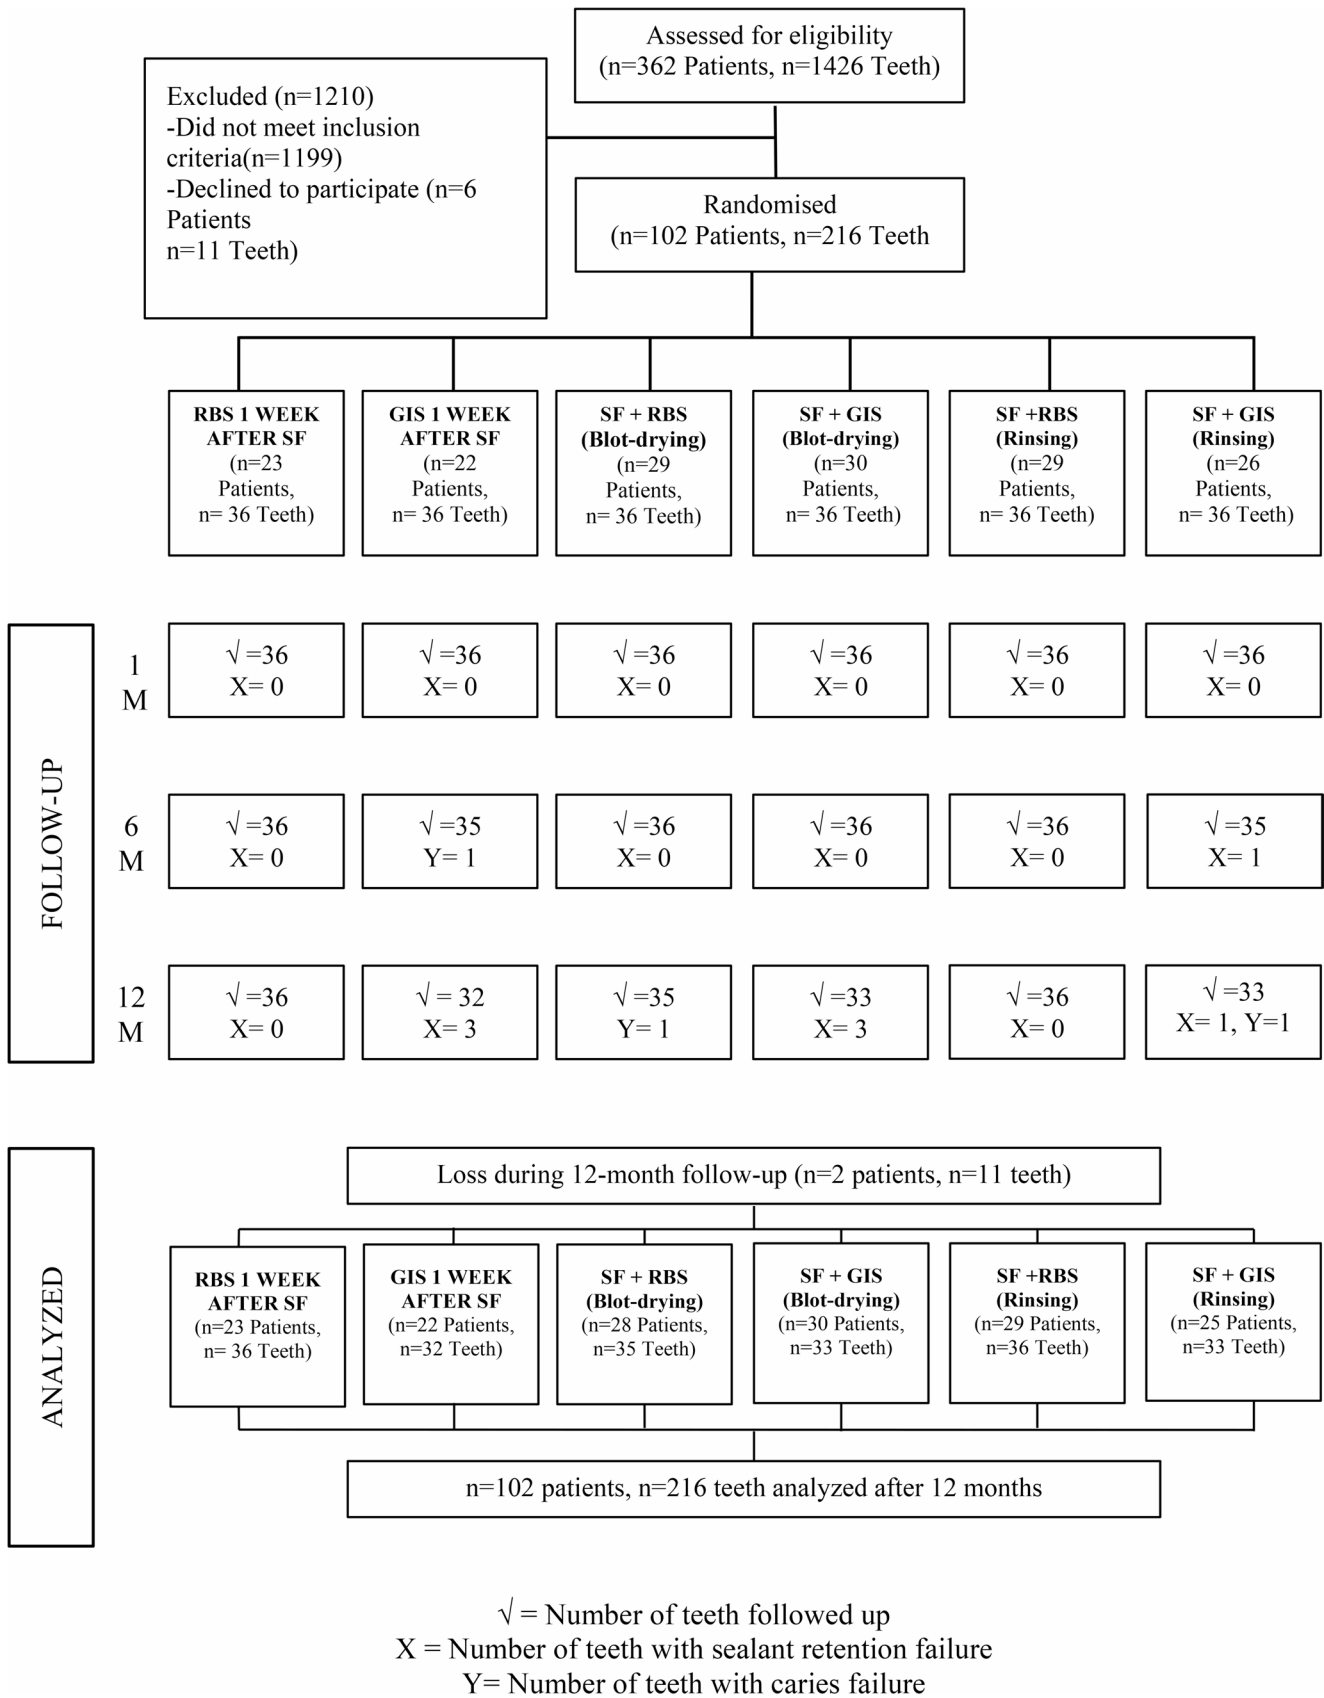 Assessed for eligibility
(n=362 Patients, n=1426 Teeth)
Excluded (n=1210)
-Did not meet inclusion
criteria(n=1199)
-Declined to participate (n=6
Patients
n=11 Teeth)
Randomised
(n=102 Patients, n=216 Teeth
RBS 1 WEEK
AFTER SF
(n=23
Patients,
n= 36 Teeth)
GIS 1 WEEK
AFTER SF
(n=22
Patients,
n= 36 Teeth)
SF + RBS
(Blot-drying)
(n=29
Patients,
n= 36 Teeth)
SF + GIS
(Blot-drying)
(n=30
Patients,
n= 36 Teeth)
SF +RBS
(Rinsing)
(n=29
Patients,
n= 36 Teeth)
SF + GIS
(Rinsing)
(n=26
Patients,
n= 36 Teeth)
FOLLOW-UP
1
M
√ =36
X= 0
√ =36
X= 0
√ =36
X= 0
√ =36
X= 0
√ =36
X= 0
√ =36
X= 0
6
M
√ =36
X= 0
√ =35
Y= 1
√ =36
X= 0
√ =36
X= 0
√ =36
X= 0
√ =35
X= 1
12
M
√ =36
X= 0
√ = 32
X= 3
√ =35
Y= 1
√ =33
X= 3
√ =36
X= 0
√ =33
X= 1, Y=1
ANALYZED
Loss during 12-month follow-up (n=2 patients, n=11 teeth)
RBS 1 WEEK
AFTER SF
(n=23 Patients,
n= 36 Teeth)
GIS 1 WEEK
AFTER SF
(n=22 Patients,
n=32 Teeth)
SF + RBS
(Blot-drying)
(n=28 Patients,
n=35 Teeth)
SF + GIS
(Blot-drying)
(n=30 Patients,
n=33 Teeth)
SF +RBS
(Rinsing)
(n=29 Patients,
n=36 Teeth)
SF + GIS
(Rinsing)
(n=25 Patients,
n=33 Teeth)
n=102 patients, n=216 teeth analyzed after 12 months
√ = Number of teeth followed up
X = Number of teeth with sealant retention failure
Y= Number of teeth with caries failure